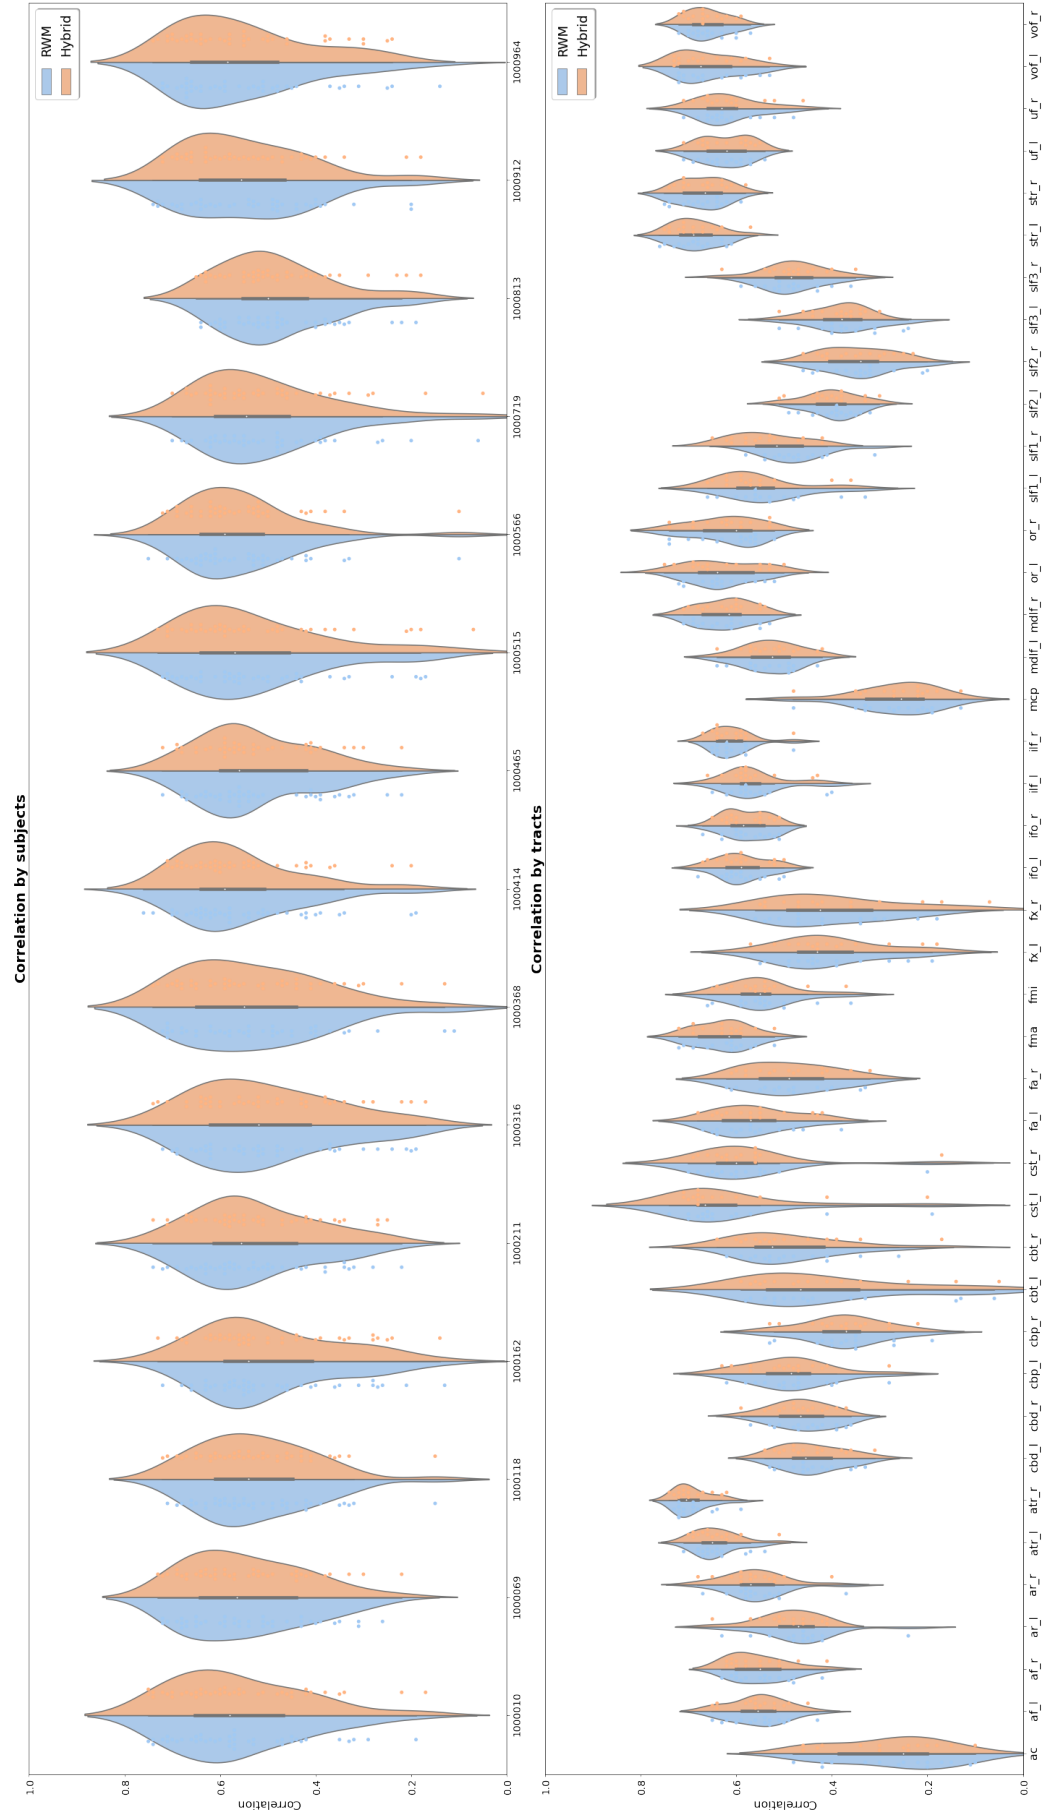 Correlation by subjects
RWM
Hybrid
Correlation
1.0
0.8
0.6
0.4
0.2
0.0
1000010
1000069
1000118
1000162
1000211
1000316
1000368
1000414
1000465
1000515
1000566
1000719
1000813
1000912
1000964
Correlation by tracts
RWM
Hybrid
Correlation
1.0
0.8
0.6
0.4
0.2
0.0
ac
af_l
af_r
ar_l
ar_r
atr_l
atr_r
cbd_l
cbd_r
cbp_l
cbp_r
cbt_l
cbt_r
cst_l
cst_r
fa_l
fa_r
fma
fmi
fx_l
fx_r
ifo_l
ifo_r
ilf_l
ilf_r
mcp
mdlf_l
mdlf_r
or_l
or_r
slf1_l
slf1_r
slf2_l
slf2_r
slf3_l
slf3_r
str_l
str_r
uf_l
uf_r
vof_l
vof_r